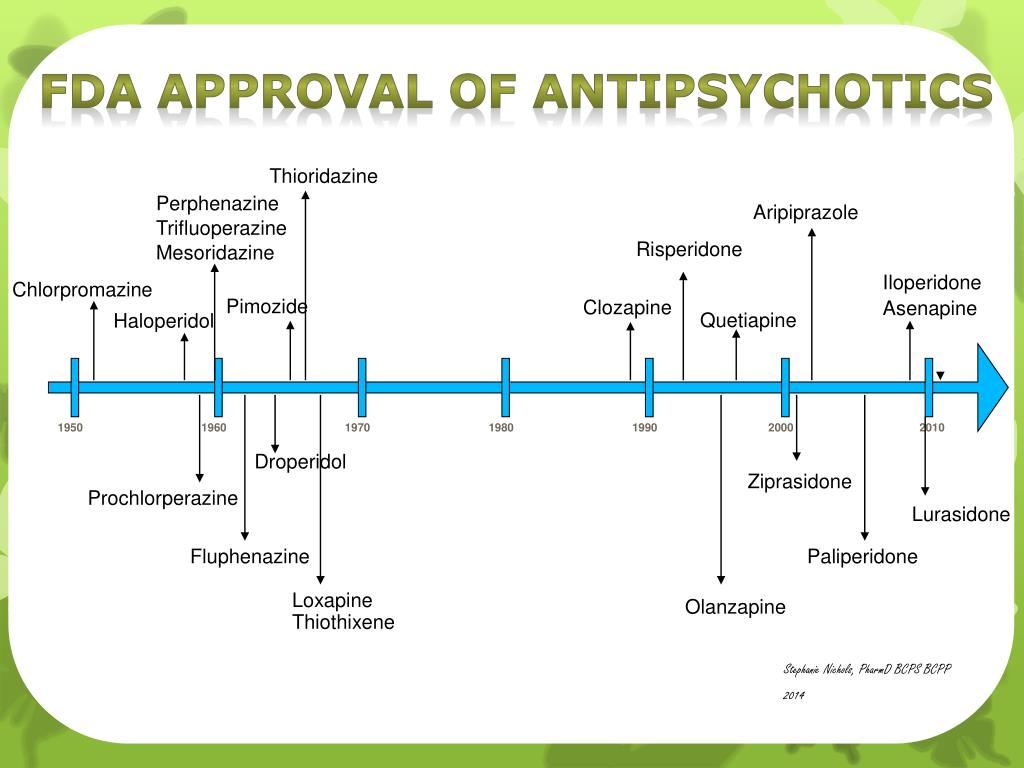 FDA APPROVAL OF ANTIPSYCHOTICS
Thioridazine
Perphenazine
Trifluoperazine
Mesoridazine
Aripiprazole
Risperidone
Chlorpromazine
Haloperidol
Pimozide
Clozapine
Quetiapine
Iloperidone
Asenapine
1950
1960
1970
1980
1990
2000
2010
Droperidol
Prochlorperazine
Ziprasidone
Lurasidone
Fluphenazine
Paliperidone
Loxapine
Thiothixene
Olanzapine
Stephanie Nichols, PharmD BCPS BCPP
2014